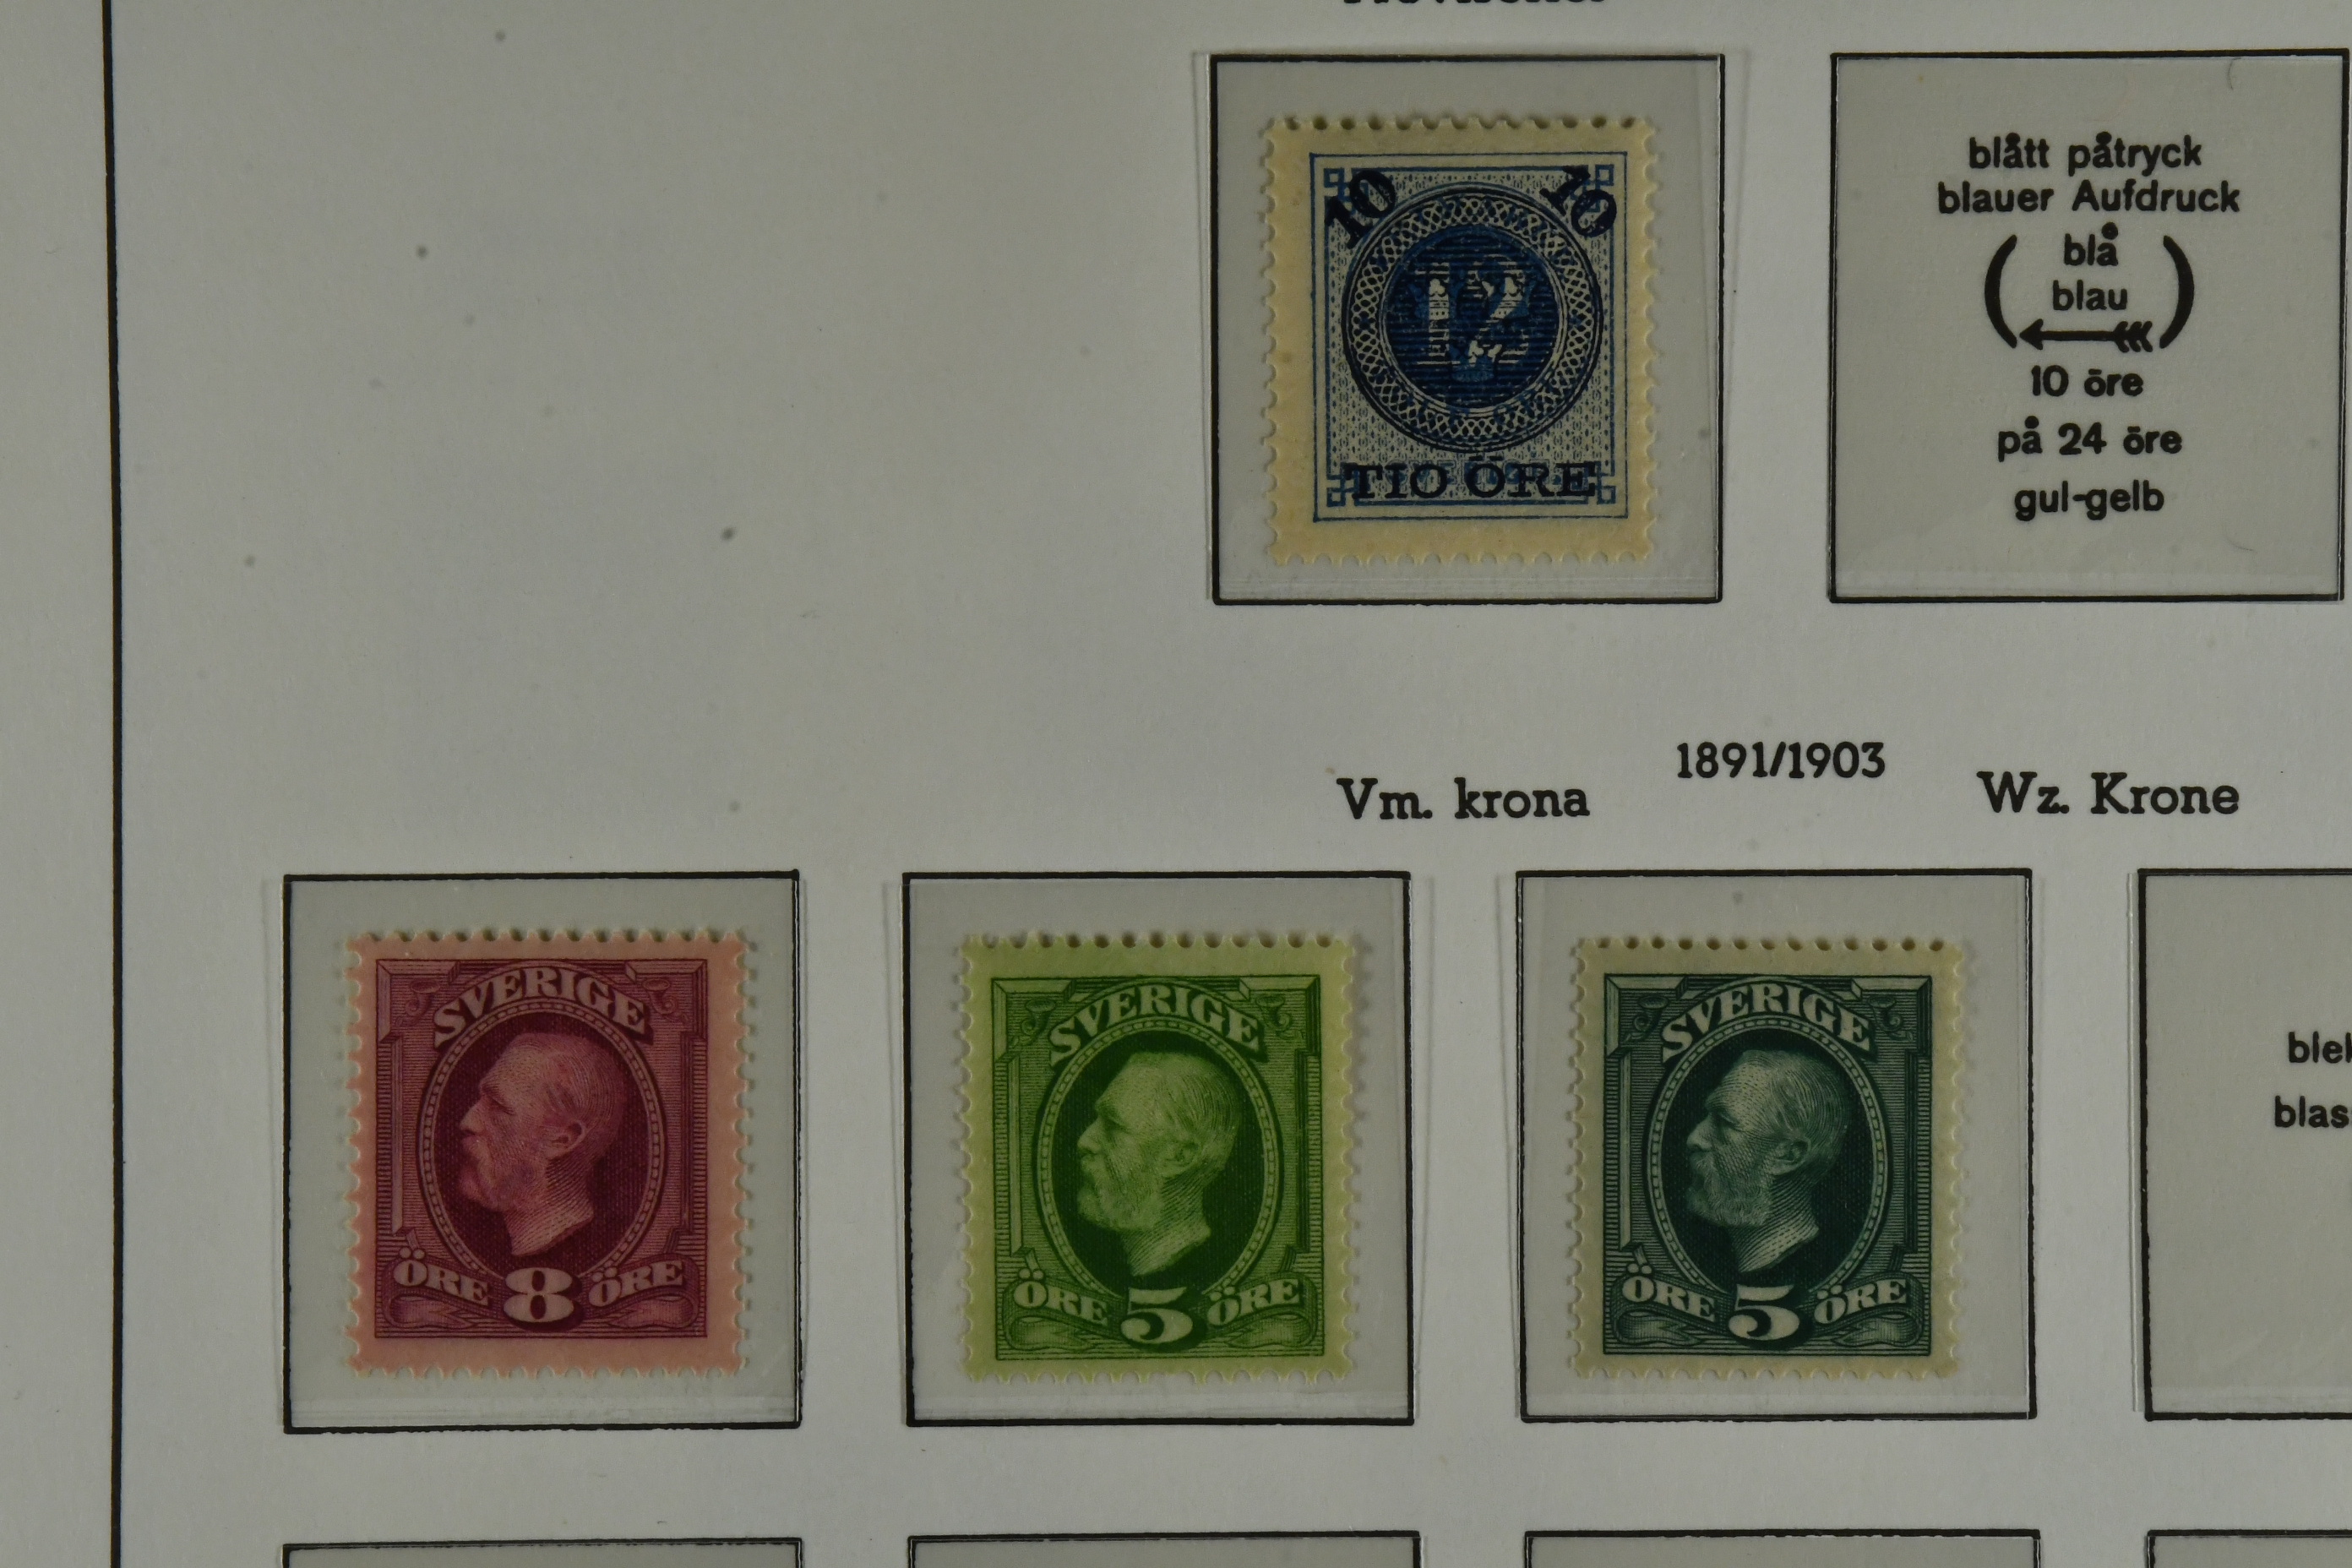 10 10
12
TIO ÖRE
blått påtryck
blauer Aufdruck
( blå
blau )
10 öre
på 24 öre
gul-gelb
1891/1903
Vm. krona
Wz. Krone
SVERIGE
ÖRE 8 ÖRE
SVERIGE
ÖRE 5 ÖRE
SVERIGE
ÖRE 5 ÖRE